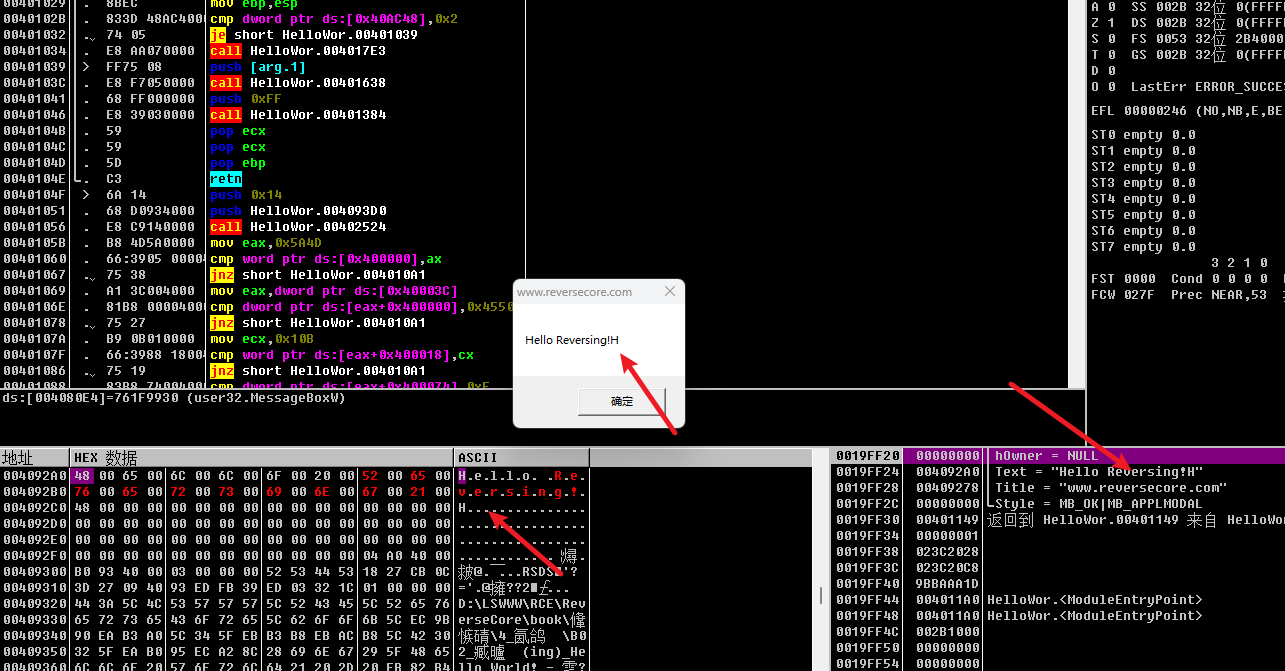 00401029 . 8BEC mov ebp,esp
0040102B . 833D 48AC400 cmp dword ptr ds:[0x40AC48],0x2
00401032 . 74 05 je short HelloWor.00401039
00401034 . E8 AA070000 call HelloWor.004017E3
00401039 > FF75 08 push [arg.1]
0040103C . E8 F7050000 call HelloWor.00401638
00401041 . 68 FF000000 push 0xFF
00401046 . E8 39030000 call HelloWor.00401384
0040104B . 59 pop ecx
0040104C . 59 pop ecx
0040104D . 5D pop ebp
0040104E . C3 retn
0040104F > 6A 14 push 0x14
00401051 . 68 D0934000 push HelloWor.004093D0
00401056 . E8 C9140000 call HelloWor.00402524
0040105B . B8 4D5A0000 mov eax,0x5A4D
00401060 . 66:3905 0000 cmp word ptr ds:[0x400000],ax
00401067 . 75 38 jnz short HelloWor.004010A1
00401069 . A1 3C004000 mov eax,dword ptr ds:[0x40003C]
0040106E . 81B8 00004000 cmp dword ptr ds:[eax+0x400000],0x4550
00401078 . 75 27 jnz short HelloWor.004010A1
0040107A . B9 0B010000 mov ecx,0x10B
0040107F . 66:3988 1800 cmp word ptr ds:[eax+0x400018],cx
00401086 . 75 19 jnz short HelloWor.004010A1
00401088 . 83B8 74004000 cmp dword ptr ds:[eax+0x400074],0xE
ds:[004080E4]=761F9930 (user32.MessageBoxW)
A 0 SS 002B 32位 0(FFFFF
Z 1 DS 002B 32位 0(FFFFF
S 0 FS 0053 32位 2B4000
T 0 GS 002B 32位 0(FFFFF
D 0
O 0 LastErr ERROR_SUCCES
EFL 00000246 (NO,NB,E,BE
ST0 empty 0.0
ST1 empty 0.0
ST2 empty 0.0
ST3 empty 0.0
ST4 empty 0.0
ST5 empty 0.0
ST6 empty 0.0
ST7 empty 0.0
3 2 1 0
FST 0000 Cond 0 0 0 0
FCW 027F Prec NEAR,53
www.reversecore.com
Hello Reversing!H
确定
地址 HEX 数据 ASCII
004092A0 48 00 65 00 6C 00 6C 00 6F 00 20 00 52 00 65 00 H.e.l.l.o. .R.e.
004092B0 76 00 65 00 72 00 73 00 69 00 6E 00 67 00 21 00 v.e.r.s.i.n.g.!.
004092C0 48 00 00 00 00 00 00 00 00 00 00 00 00 00 00 00 H...............
004092D0 00 00 00 00 00 00 00 00 00 00 00 00 00 00 00 00 ................
004092E0 00 00 00 00 00 00 00 00 00 00 00 00 00 00 00 00 ................
004092F0 00 00 00 00 00 00 00 00 00 00 00 00 04 A0 40 00
00409300 B0 93 40 00 03 00 00 00 52 53 44 53 18 27 CB 0C
00409310 3D 27 09 40 93 ED FB 39 ED 03 32 1C 01 00 00 00
00409320 44 3A 5C 4C 53 57 57 57 5C 52 43 45 5C 52 65 76 D:\LSWWW\RCE\Rev
00409330 65 72 73 65 43 6F 72 65 5C 62 6F 6F 6B 5C EC 9B erseCore\book\
00409340 90 EA B3 A0 5C 34 5F EB B3 B8 EB AC B8 5C 42 30
00409350 32 5F EA B0 95 EC A2 8C 28 69 6E 67 29 5F 48 65 (ing)_He
00409360 6C 6C 6F 20 57 6F 72 6C 64 21 20 2D 20 EB 82 B4 llo World! -
0019FF20 00000000 hOwner = NULL
0019FF24 004092A0 Text = "Hello Reversing!H"
0019FF28 00409278 Title = "www.reversecore.com"
0019FF2C 00000000 Style = MB_OK|MB_APPLMODAL
0019FF30 00401149 返回到 HelloWor.00401149 来自 HelloWor
0019FF34 00000001
0019FF38 023C2028
0019FF3C 023C20C8
0019FF40 9BBAAA1D
0019FF44 004011A0 HelloWor.<ModuleEntryPoint>
0019FF48 004011A0 HelloWor.<ModuleEntryPoint>
0019FF4C 002B1000
0019FF50 00000000
0019FF54 00000000